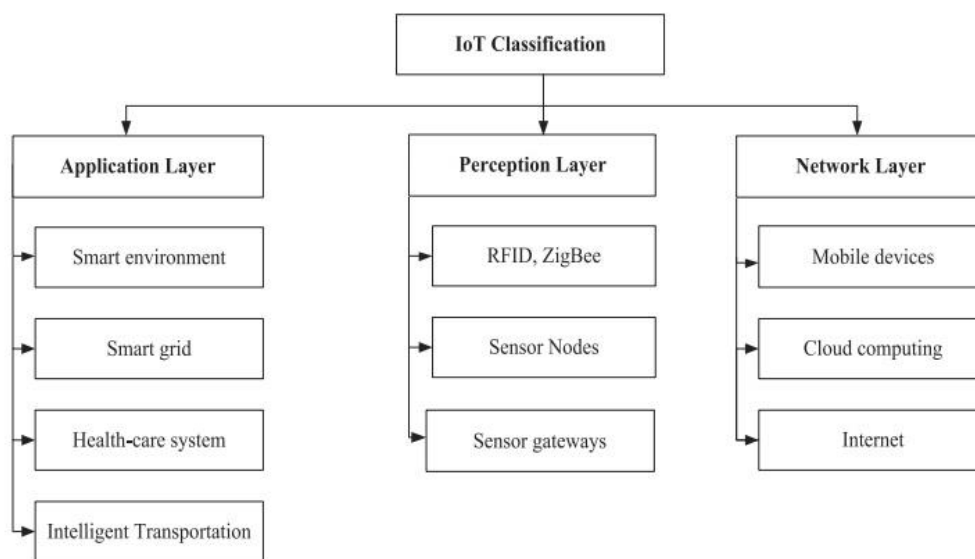 IoT Classification
Application Layer
Perception Layer
Network Layer
Smart environment
RFID, ZigBee
Mobile devices
Smart grid
Sensor Nodes
Cloud computing
Health-care system
Sensor gateways
Internet
Intelligent Transportation